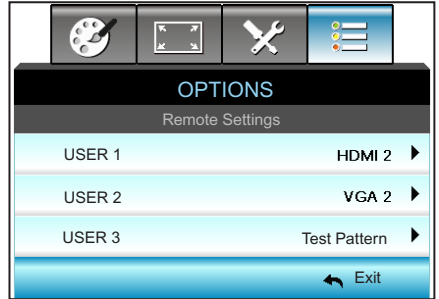 OPTIONS
Remote Settings
USER 1 HDMI 2
USER 2 VGA 2
USER 3 Test Pattern
Exit